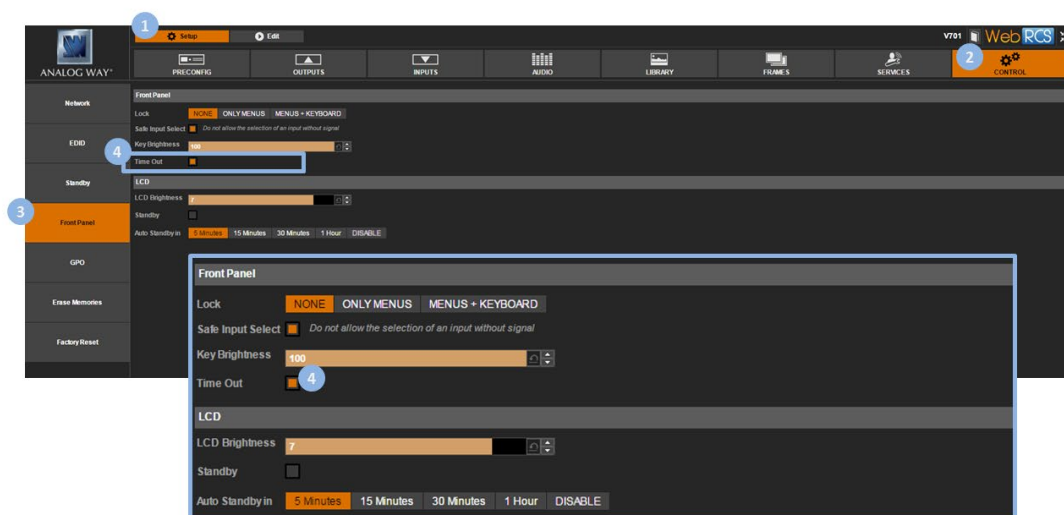 1
Setup
Edit
V701
Web RCS
ANALOG WAY®
PRECONFIG
OUTPUTS
INPUTS
AUDIO
LIBRARY
FRAMES
SERVICES
2
CONTROL
Network
EDID
Standby
3
Front Panel
GPO
Erase Memories
Factory Reset
Front Panel
Lock NONE ONLY MENUS MENUS + KEYBOARD
Safe Input Select Do not allow the selection of an input without signal
Key Brightness 100
4
Time Out
LCD
LCD Brightness 7
Standby
Auto Standby in 5 Minutes 15 Minutes 30 Minutes 1 Hour DISABLE
Front Panel
Lock NONE ONLY MENUS MENUS + KEYBOARD
Safe Input Select Do not allow the selection of an input without signal
Key Brightness 100
Time Out 4
LCD
LCD Brightness 7
Standby
Auto Standby in 5 Minutes 15 Minutes 30 Minutes 1 Hour DISABLE